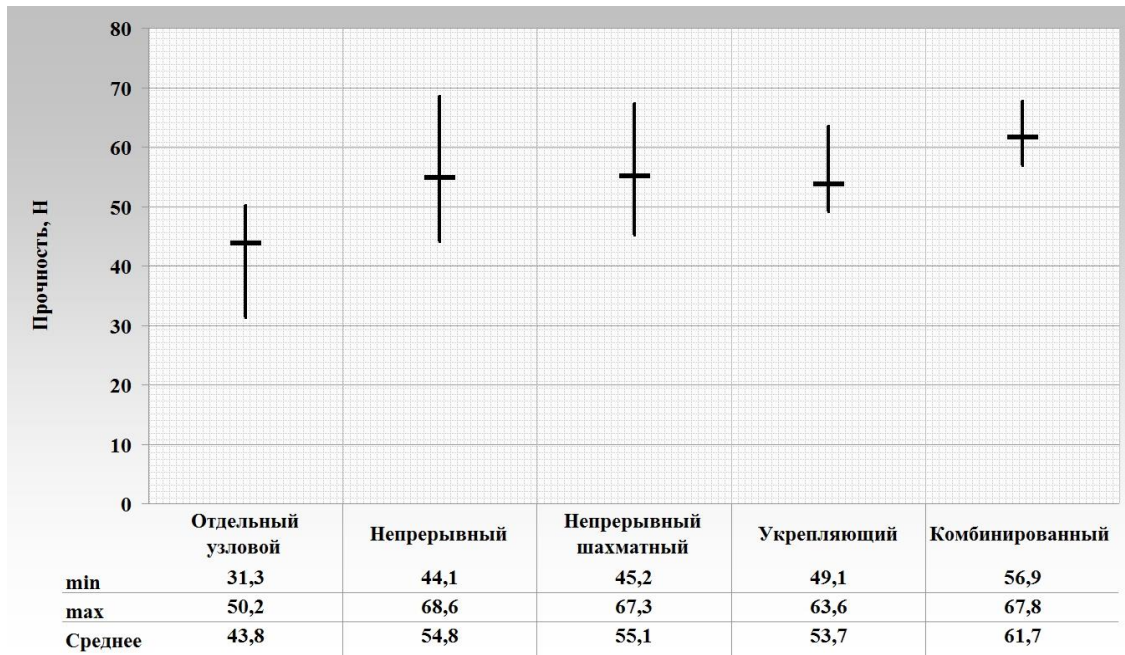 80
70
60
50
40
30
20
10
0
Прочность, Н
Отдельный узловой
Непрерывный
Непрерывный шахматный
Укрепляющий
Комбинированный
min 31,3 44,1 45,2 49,1 56,9
max 50,2 68,6 67,3 63,6 67,8
Среднее 43,8 54,8 55,1 53,7 61,7